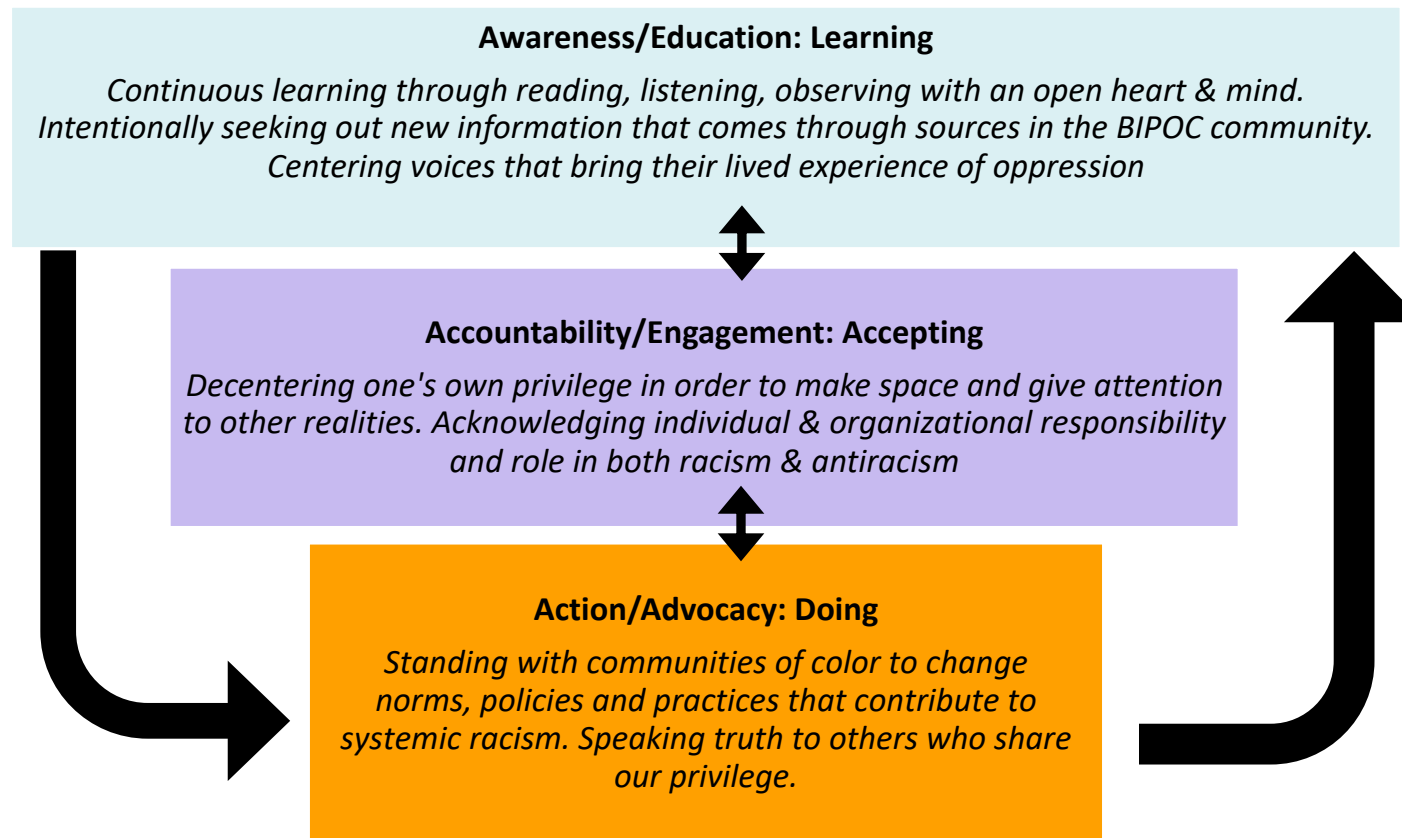 Awareness/Education: Learning
Continuous learning through reading, listening, observing with an open heart & mind.
Intentionally seeking out new information that comes through sources in the BIPOC community.
Centering voices that bring their lived experience of oppression
Accountability/Engagement: Accepting
Decentering one's own privilege in order to make space and give attention
to other realities. Acknowledging individual & organizational responsibility
and role in both racism & antiracism
Action/Advocacy: Doing
Standing with communities of color to change
norms, policies and practices that contribute to
systemic racism. Speaking truth to others who share
our privilege.